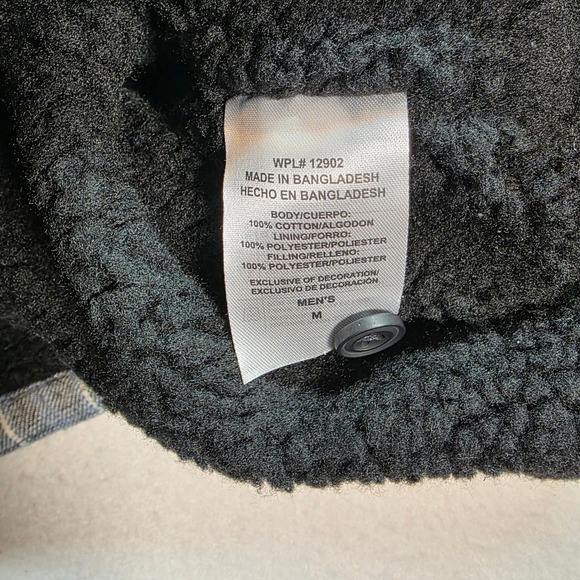 WPL# 12902
MADE IN BANGLADESH
HECHO EN BANGLADESH
BODY/CUERPO:
100% COTTON/ALGODON
LINING/FORRO:
100% POLYESTER/POLIESTER
FILLING/RELLENO:
100% POLYESTER/POLIESTER
EXCLUSIVE OF DECORATION/
EXCLUSIVO DE DECORACIÓN
MEN'S
M